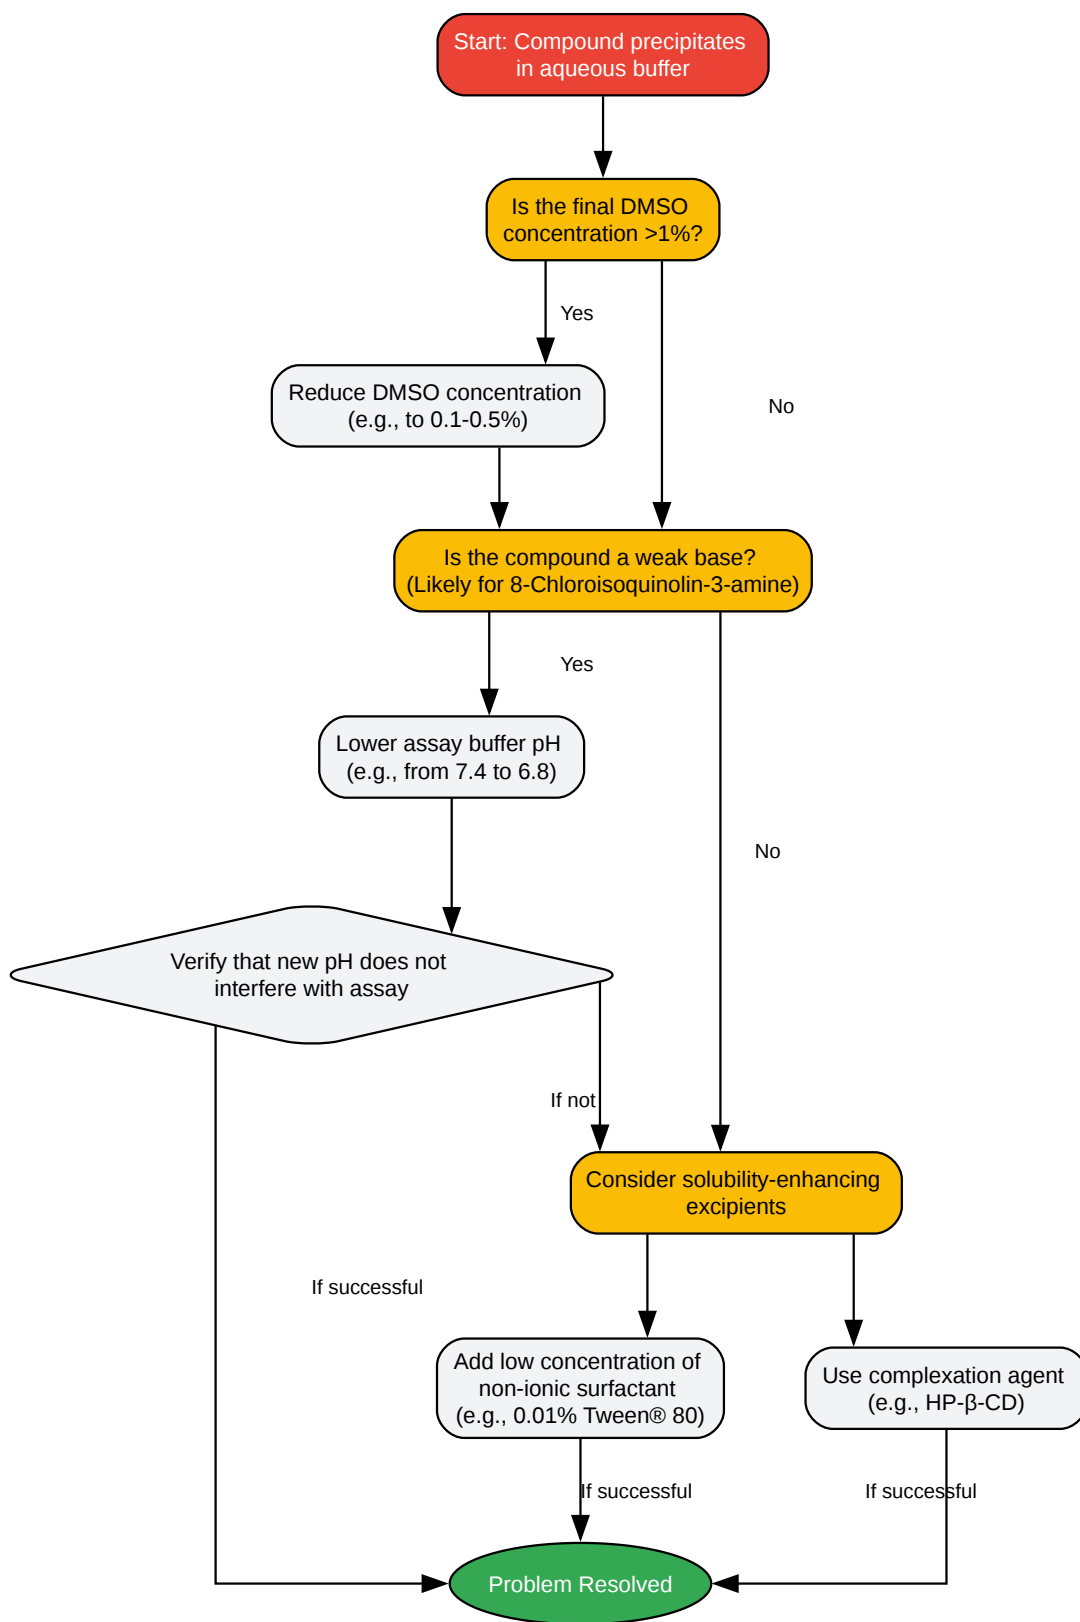 Start: Compound precipitates
in aqueous buffer
Is the final DMSO
concentration >1%?
Yes
Reduce DMSO concentration
(e.g., to 0.1-0.5%)
No
Is the compound a weak base?
(Likely for 8-Chloroisoquinolin-3-amine)
Yes
Lower assay buffer pH
(e.g., from 7.4 to 6.8)
No
Verify that new pH does not
interfere with assay
If not
Consider solubility-enhancing
excipients
If successful
Add low concentration of
non-ionic surfactant
(e.g., 0.01% Tween® 80)
Use complexation agent
(e.g., HP-β-CD)
If successful
If successful
Problem Resolved